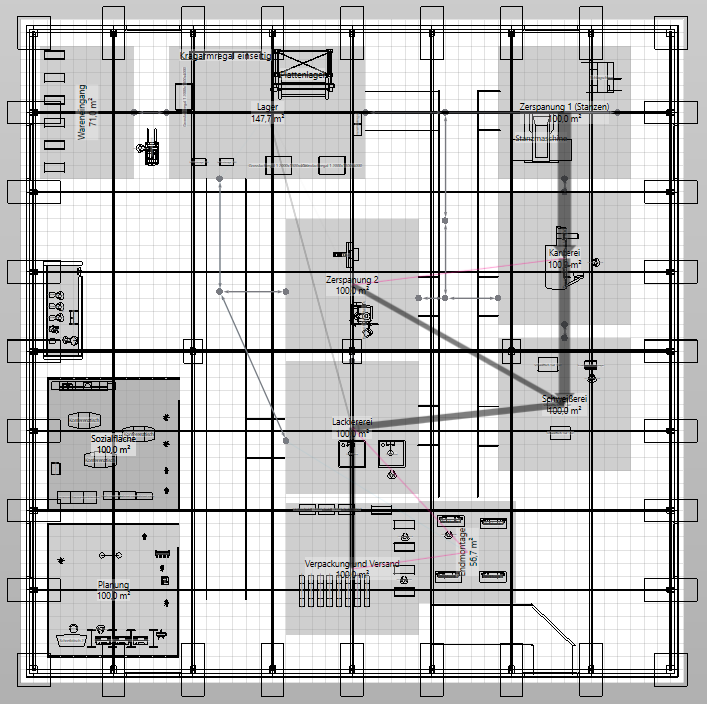 Kragarmregal einseitig
Plattenlager
Wareneingang
71,0 m²
Lager
147,7 m²
Zerspanung 1 (Stanzen)
100,0 m²
Stanzmaschine
Kanterei
100,0 m²
Zerspanung 2
100,0 m²
Schweißerei
100,0 m²
Lackiererei
100,0 m²
Sozialfläche
100,0 m²
Endmontage
56,7 m²
Verpackung und Versand
100,0 m²
Planung
100,0 m²